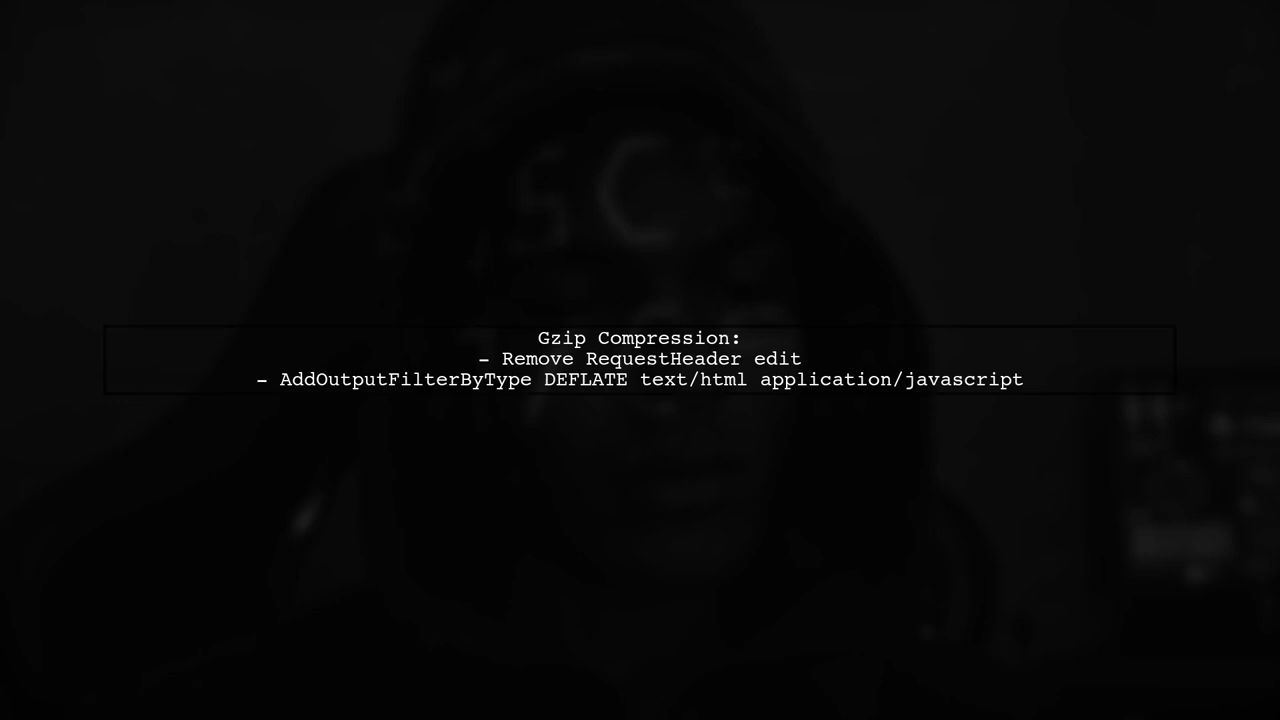 Gzip Compression:
- Remove RequestHeader edit
- AddOutputFilterByType DEFLATE text/html application/javascript